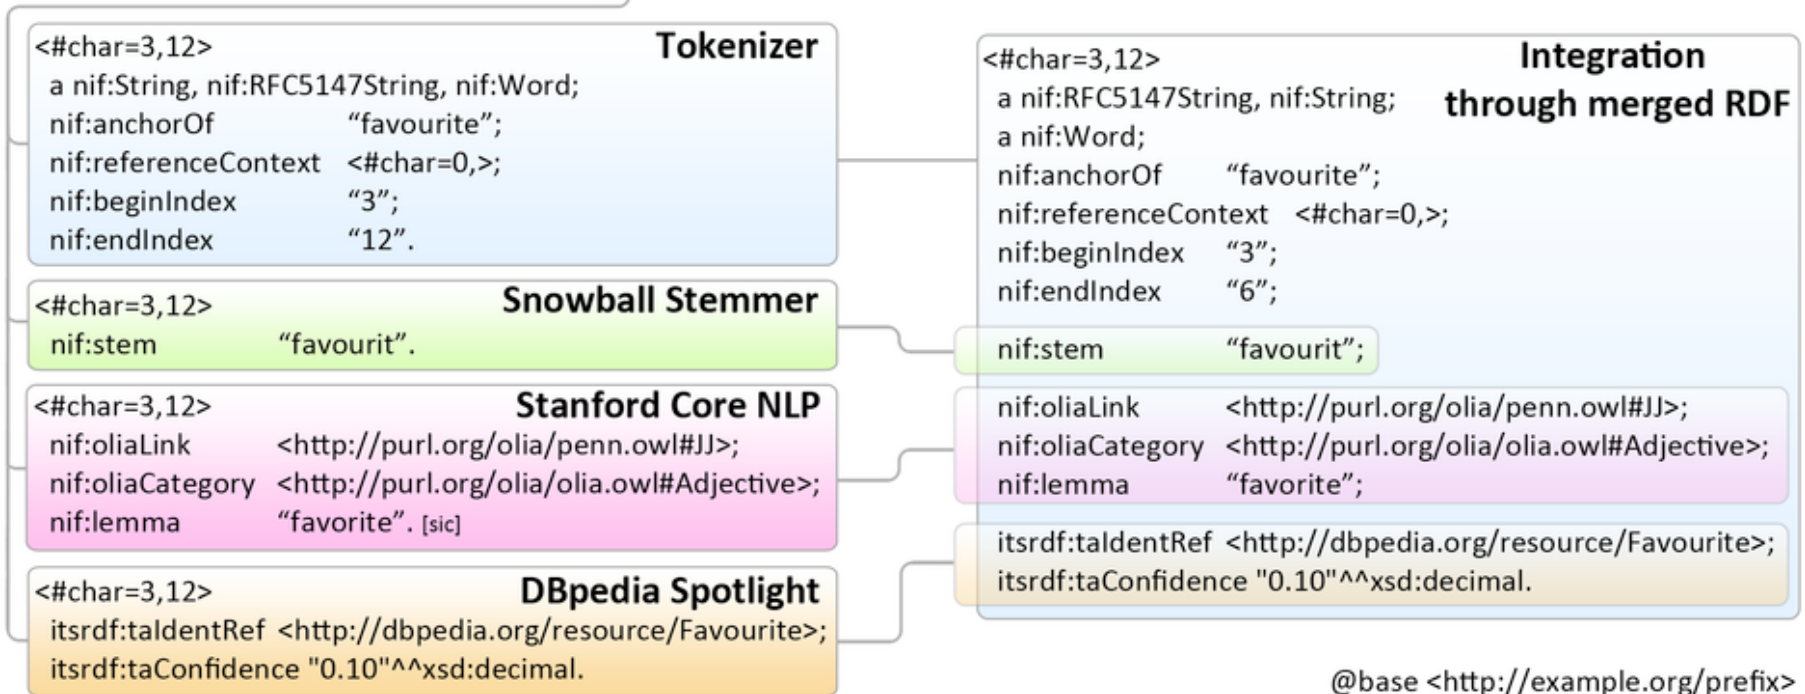 <#char=3,12> Tokenizer
a nif:String, nif:RFC5147String, nif:Word;
nif:anchorOf “favourite”;
nif:referenceContext <#char=0,>;
nif:beginIndex “3”;
nif:endIndex “12”.
<#char=3,12> Snowball Stemmer
nif:stem “favourit”.
<#char=3,12> Stanford Core NLP
nif:oliaLink <http://purl.org/olia/penn.owl#JJ>;
nif:oliaCategory <http://purl.org/olia/olia.owl#Adjective>;
nif:lemma “favorite”. [sic]
<#char=3,12> DBpedia Spotlight
itsrdf:taIdentRef <http://dbpedia.org/resource/Favourite>;
itsrdf:taConfidence "0.10"^^xsd:decimal.
Integration
through merged RDF
<#char=3,12>
a nif:RFC5147String, nif:String;
a nif:Word;
nif:anchorOf “favourite”;
nif:referenceContext <#char=0,>;
nif:beginIndex “3”;
nif:endIndex “6”;
nif:stem “favourit”;
nif:oliaLink <http://purl.org/olia/penn.owl#JJ>;
nif:oliaCategory <http://purl.org/olia/olia.owl#Adjective>;
nif:lemma “favorite”;
itsrdf:taIdentRef <http://dbpedia.org/resource/Favourite>;
itsrdf:taConfidence "0.10"^^xsd:decimal.
@base <http://example.org/prefix>